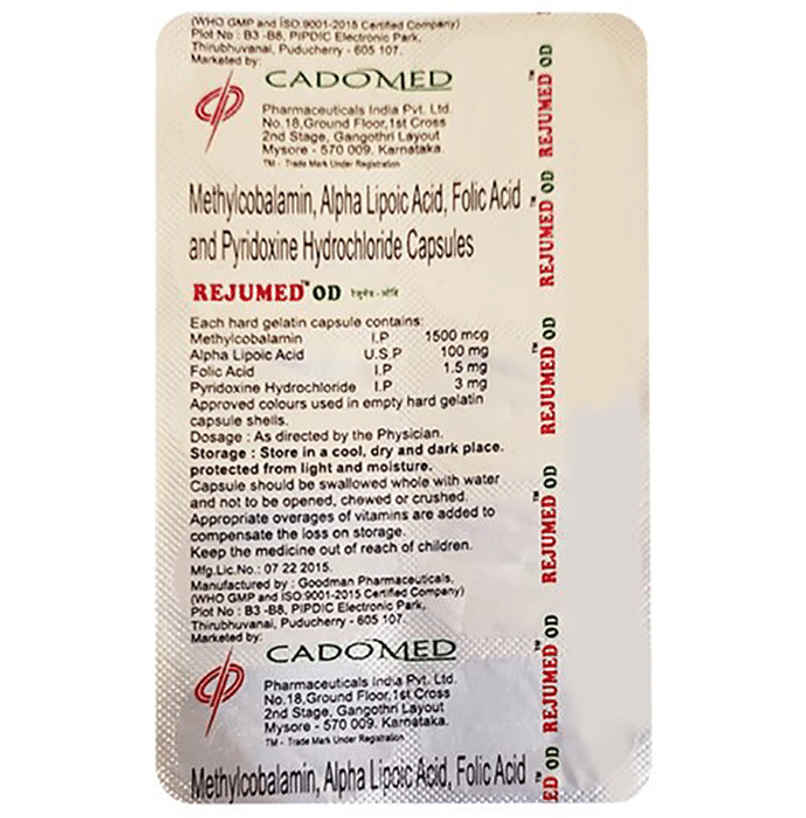 (WHO GMP and ISO:9001-2015 Certified Company)
Plot No : B3 -B8, PIPDIC Electronic Park,
Thirubhuvanai, Puducherry - 605 107.
Marketed by:
CADOMED
Pharmaceuticals India Pvt. Ltd.
No.18,Ground Floor,1st Cross
2nd Stage, Gangothri Layout
Mysore - 570 009. Karnataka.
TM - Trade Mark Under Registration
Methylcobalamin, Alpha Lipoic Acid, Folic Acid
and Pyridoxine Hydrochloride Capsules
REJUMED™ OD रेजुमेड - ओडि
Each hard gelatin capsule contains:
Methylcobalamin I.P 1500 mcg
Alpha Lipoic Acid U.S.P 100 mg
Folic Acid I.P 1.5 mg
Pyridoxine Hydrochloride I.P 3 mg
Approved colours used in empty hard gelatin
capsule shells.
Dosage : As directed by the Physician.
Storage : Store in a cool, dry and dark place.
protected from light and moisture.
Capsule should be swallowed whole with water
and not to be opened, chewed or crushed.
Appropriate overages of vitamins are added to
compensate the loss on storage.
Keep the medicine out of reach of children.
Mfg.Lic.No.: 07 22 2015.
Manufactured by : Goodman Pharmaceuticals,
(WHO GMP and ISO:9001-2015 Certified Company)
Plot No : B3 -B8, PIPDIC Electronic Park,
Thirubhuvanai, Puducherry - 605 107.
Marketed by:
CADOMED
Pharmaceuticals India Pvt. Ltd.
No.18,Ground Floor,1st Cross
2nd Stage, Gangothri Layout
Mysore - 570 009. Karnataka.
TM - Trade Mark Under Registration
Methylcobalamin, Alpha Lipoic Acid, Folic Acid
REJUMED™ OD
REJUMED™ OD
REJUMED™ OD
REJUMED™ OD
REJUMED™ OD
ED™ OD